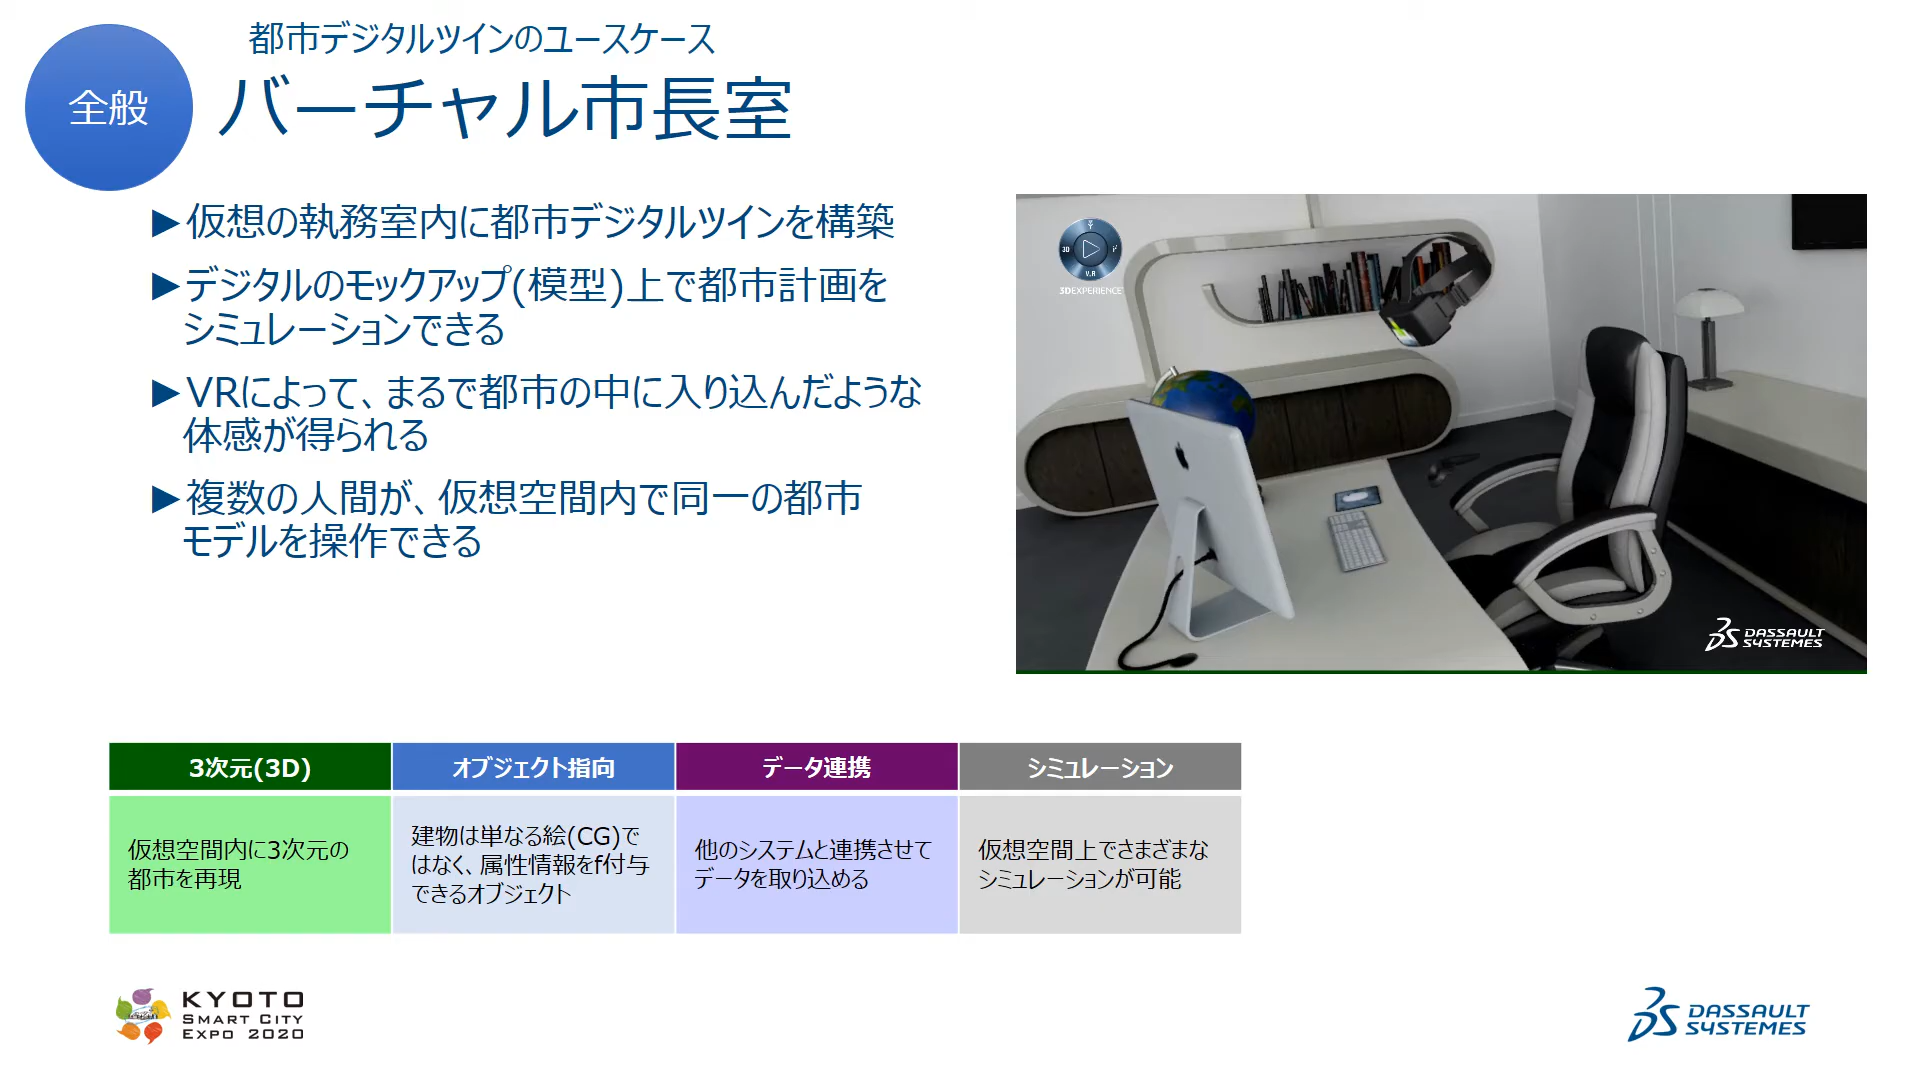 全般
都市デジタルツインのユースケース
バーチャル市長室
▶仮想の執務室内に都市デジタルツインを構築
▶デジタルのモックアップ(模型)上で都市計画を
シミュレーションできる
▶VRによって、まるで都市の中に入り込んだような
体感が得られる
▶複数の人間が、仮想空間内で同一の都市
モデルを操作できる
3D
V.R
3DEXPERIENCE
DASSAULT
SYSTEMES
3次元(3D)
オブジェクト指向
データ連携
シミュレーション
仮想空間内に3次元の
都市を再現
建物は単なる絵(CG)で
はなく、属性情報をf付与
できるオブジェクト
他のシステムと連携させて
データを取り込める
仮想空間上でさまざまな
シミュレーションが可能
KYOTO
SMART CITY
EXPO 2020
DASSAULT
SYSTEMES